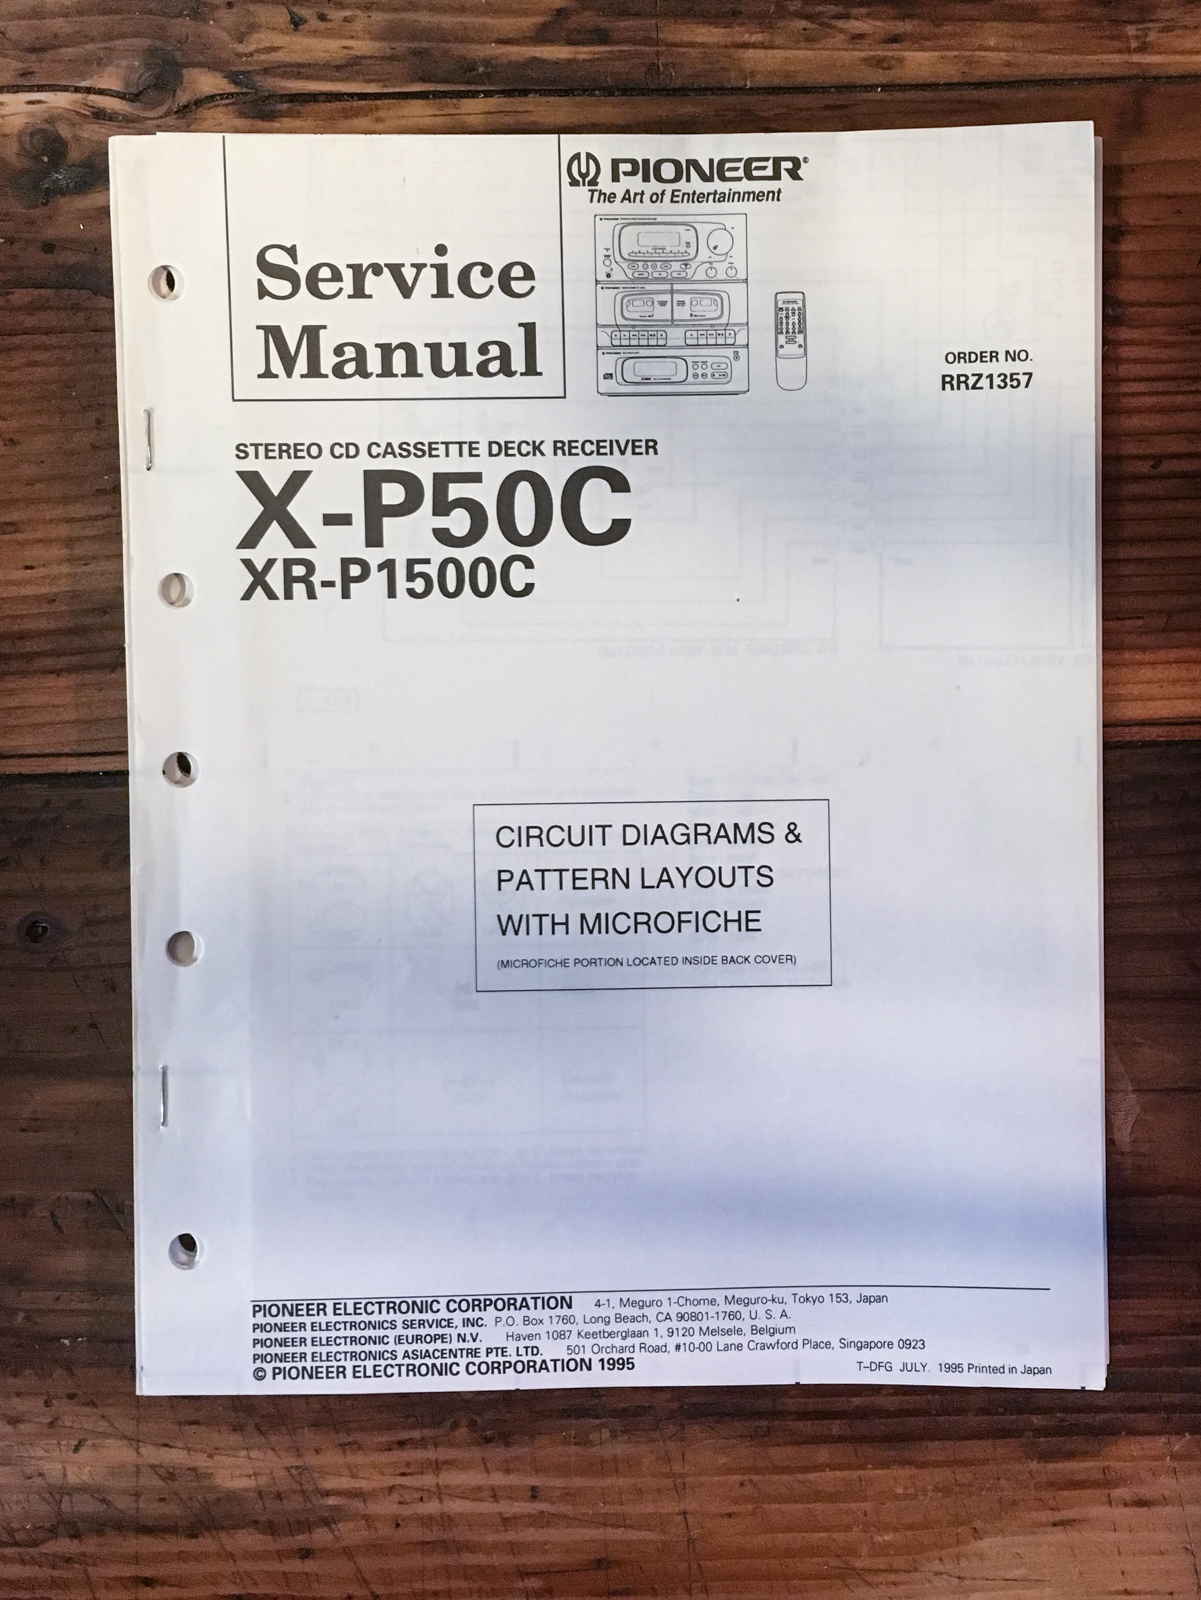 Service
Manual
PIONEER®
The Art of Entertainment
ORDER NO.
RRZ1357
STEREO CD CASSETTE DECK RECEIVER
X-P50C
XR-P1500C
CIRCUIT DIAGRAMS &
PATTERN LAYOUTS
WITH MICROFICHE
(MICROFICHE PORTION LOCATED INSIDE BACK COVER)
PIONEER ELECTRONIC CORPORATION 4-1, Meguro 1-Chome, Meguro-ku, Tokyo 153, Japan
PIONEER ELECTRONICS SERVICE, INC. P.O. Box 1760, Long Beach, CA 90801-1760, U. S. A.
PIONEER ELECTRONIC (EUROPE) N.V. Haven 1087 Keetberglaan 1, 9120 Melsele, Belgium
PIONEER ELECTRONICS ASIACENTRE PTE. LTD. 501 Orchard Road, #10-00 Lane Crawford Place, Singapore 0923
© PIONEER ELECTRONIC CORPORATION 1995
T–DFG JULY. 1995 Printed in Japan